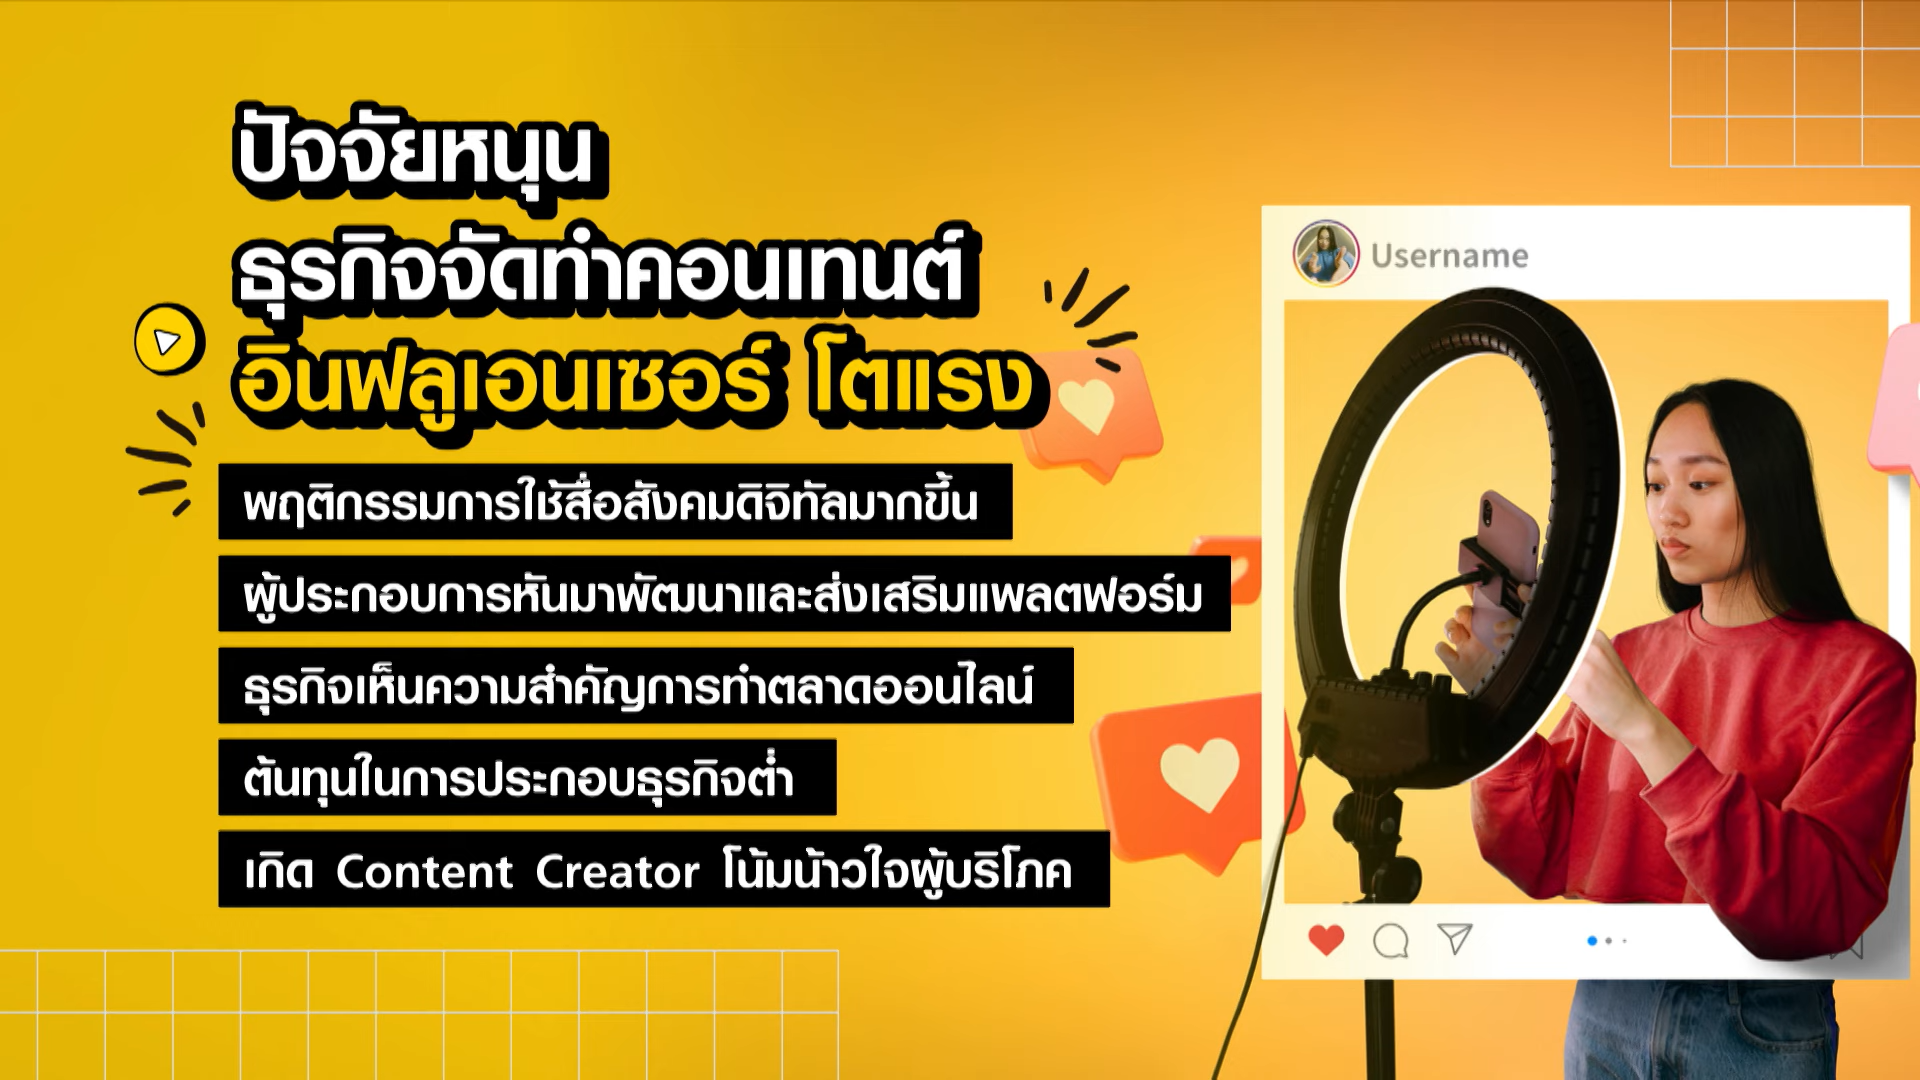 ปัจจัยหนุน
ธุรกิจจัดทำคอนเทนต์
อินฟลูเอนเซอร์ โตแรง
พฤติกรรมการใช้สื่อสังคมดิจิทัลมากขึ้น
ผู้ประกอบการหันมาพัฒนาและส่งเสริมแพลตฟอร์ม
ธุรกิจเห็นความสำคัญการทำตลาดออนไลน์
ต้นทุนในการประกอบธุรกิจต่ำ
เกิด Content Creator โน้มน้าวใจผู้บริโภค
Username